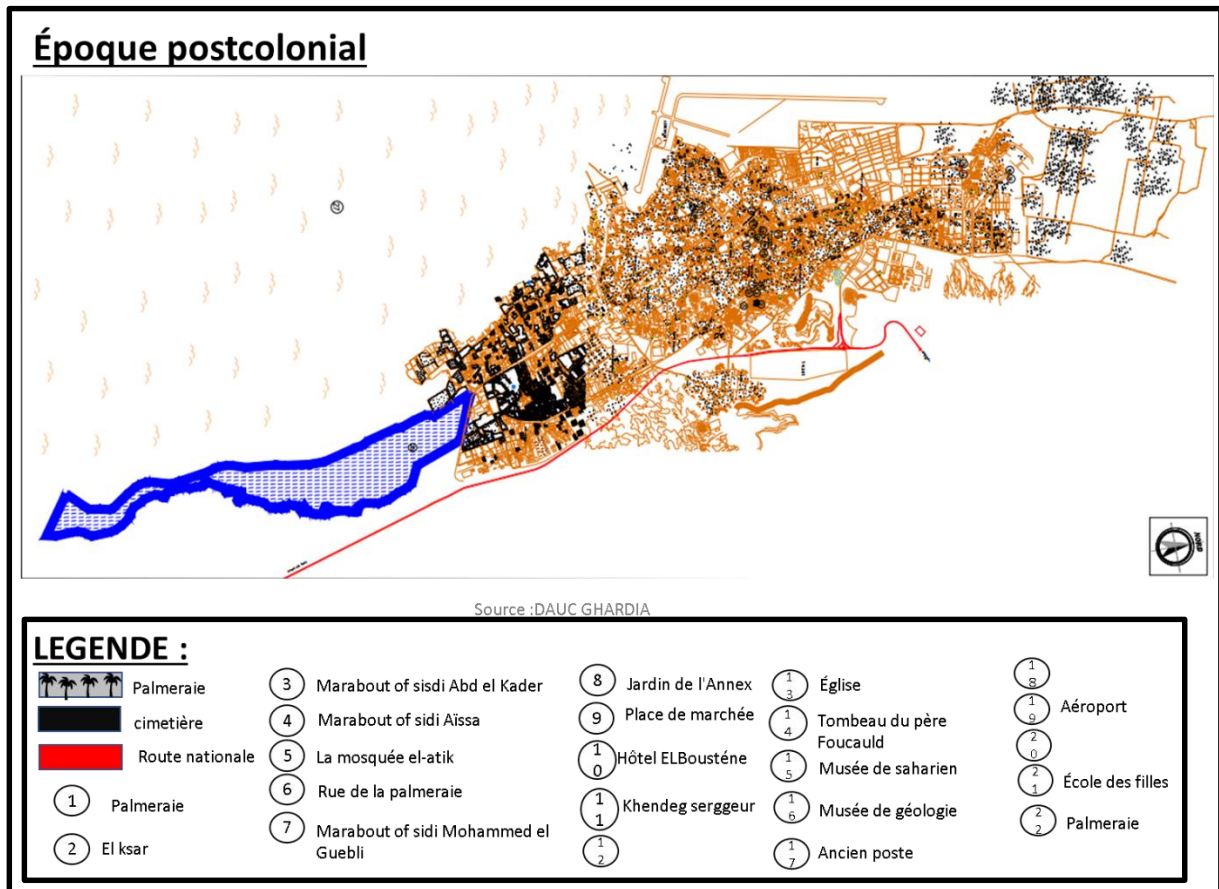 Époque postcolonial
22
NORD
Source :DAUC GHARDIA
LEGENDE :
Palmeraie
cimetière
Route nationale
1 Palmeraie
2 El ksar
3 Marabout of sisdi Abd el Kader
4 Marabout of sidi Aïssa
5 La mosquée el-atik
6 Rue de la palmeraie
7 Marabout of sidi Mohammed el
Guebli
8 Jardin de l'Annex
9 Place de marchée
10 Hôtel ELBousténe
11 Khendeg serggeur
12
13 Église
14 Tombeau du père
Foucauld
15 Musée de saharien
16 Musée de géologie
17 Ancien poste
18
19 Aéroport
20
21 École des filles
22 Palmeraie